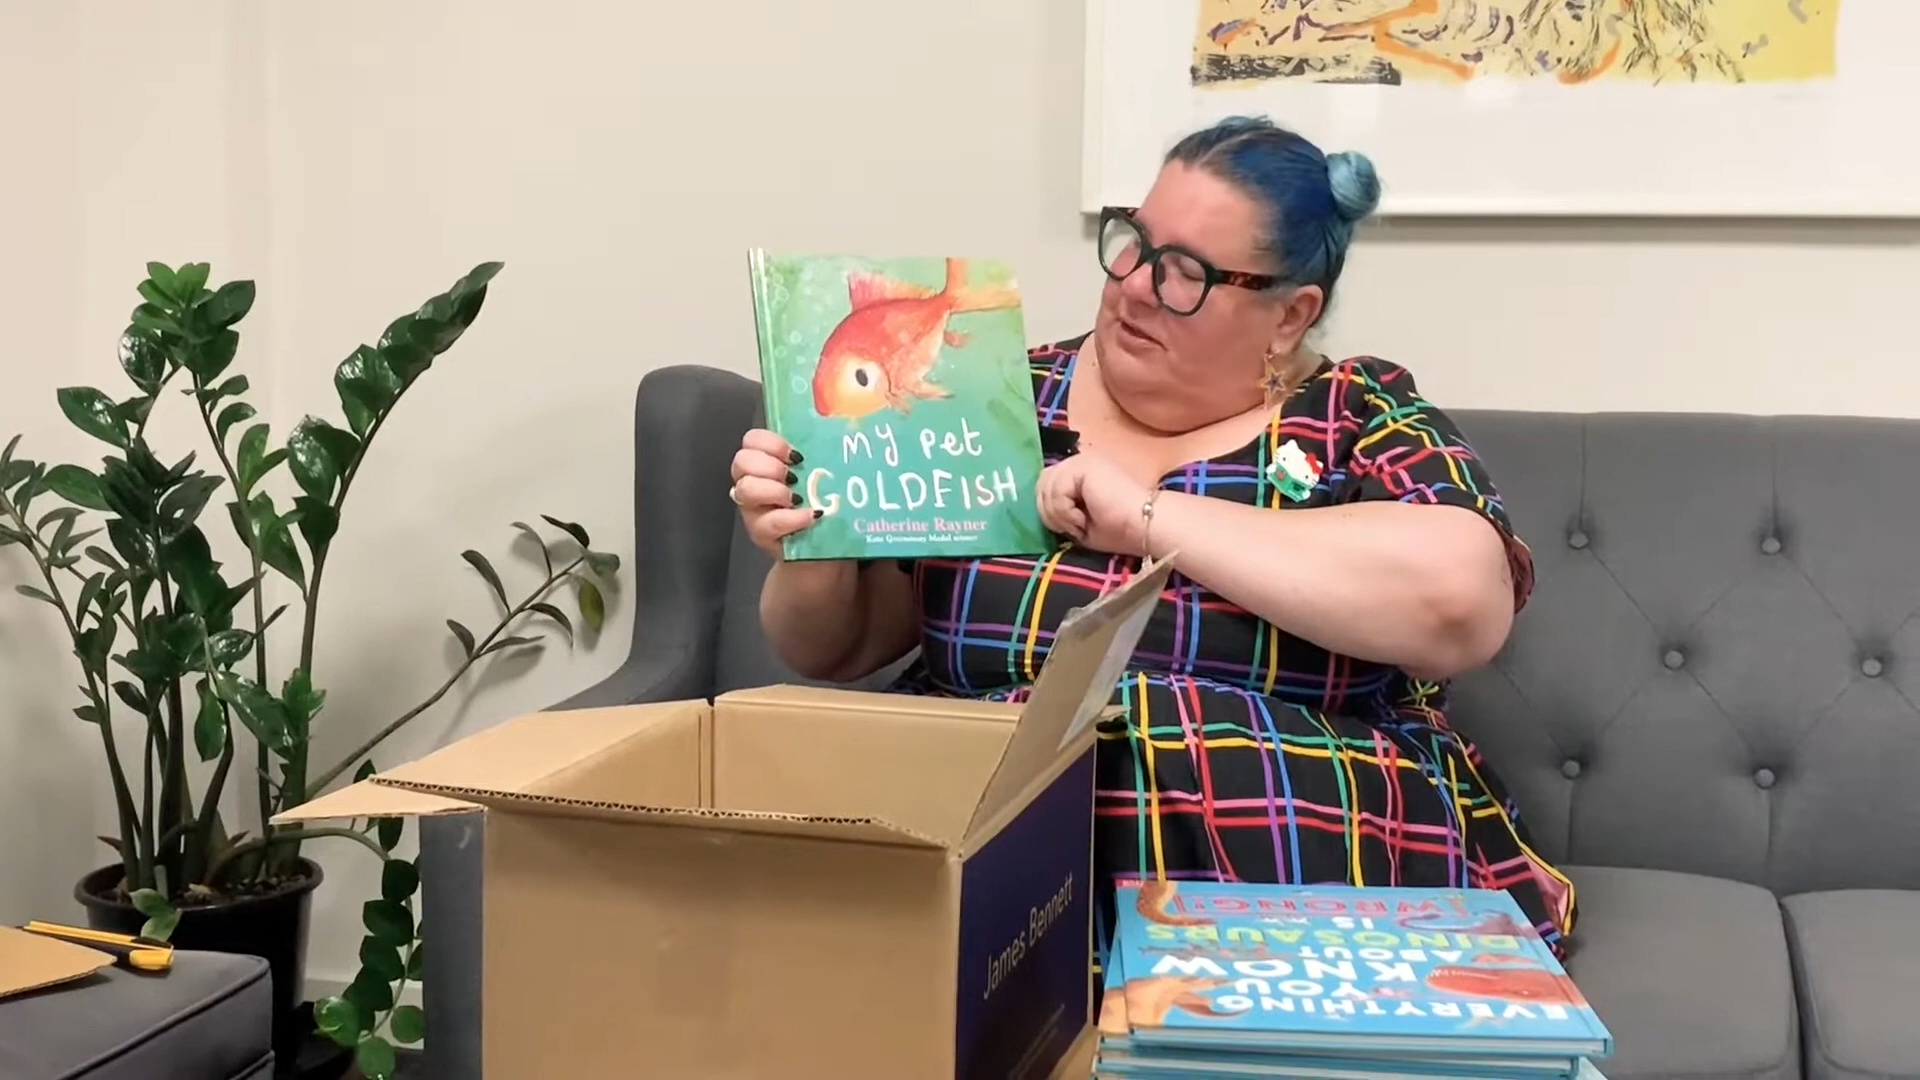 My Pet
GOLDFISH
Catherine Rayner
Kate Greenaway Medal winner
James Bennett
EVERYTHING
YOU
KNOW
ABOUT
DINOSAURS
IS
[WRONG!]